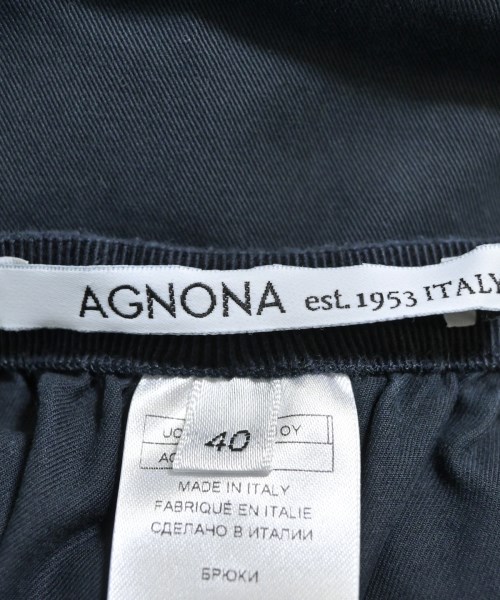 AGNONA est. 1953 ITALY
40
MADE IN ITALY
FABRIQUÉ EN ITALIE
СДЕЛАНО В ИТАЛИИ
БРЮКИ